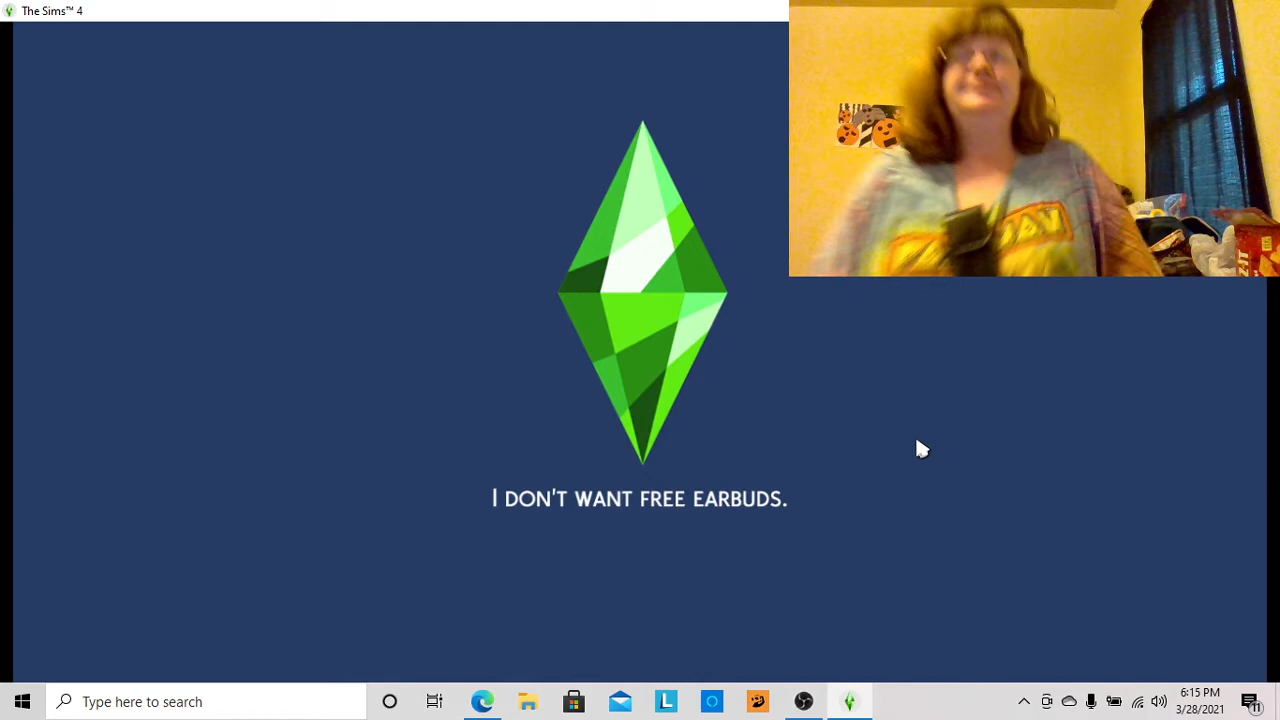 The Sims™ 4
I DON'T WANT FREE EARBUDS.
Type here to search
6:15 PM
3/28/2021